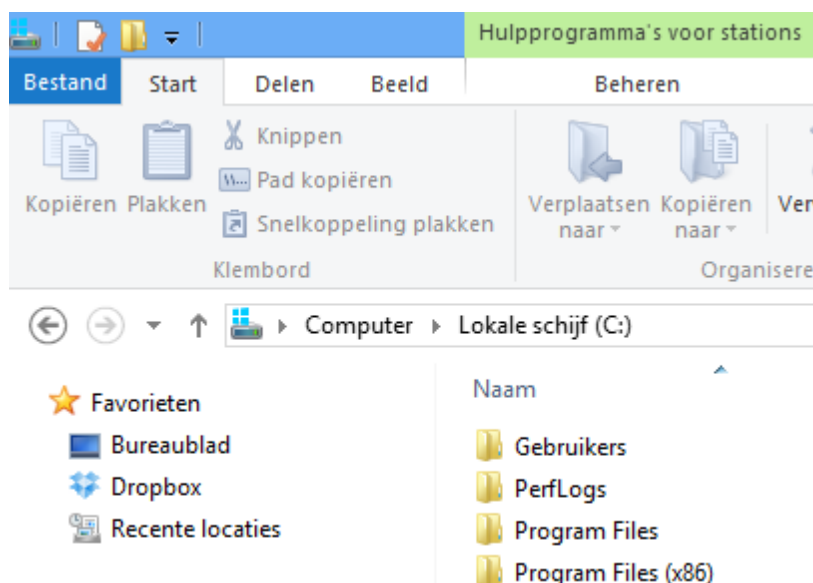 Hulpprogramma's voor stations
Bestand Start Delen Beeld Beheren
Kopiëren Plakken
Knippen
Pad kopiëren
Snelkoppeling plakken
Verplaatsen naar
Kopiëren naar
Klembord
Computer Lokale schijf (C:)
Favorieten
Bureaublad
Dropbox
Recente locaties
Naam
Gebruikers
PerfLogs
Program Files
Program Files (x86)